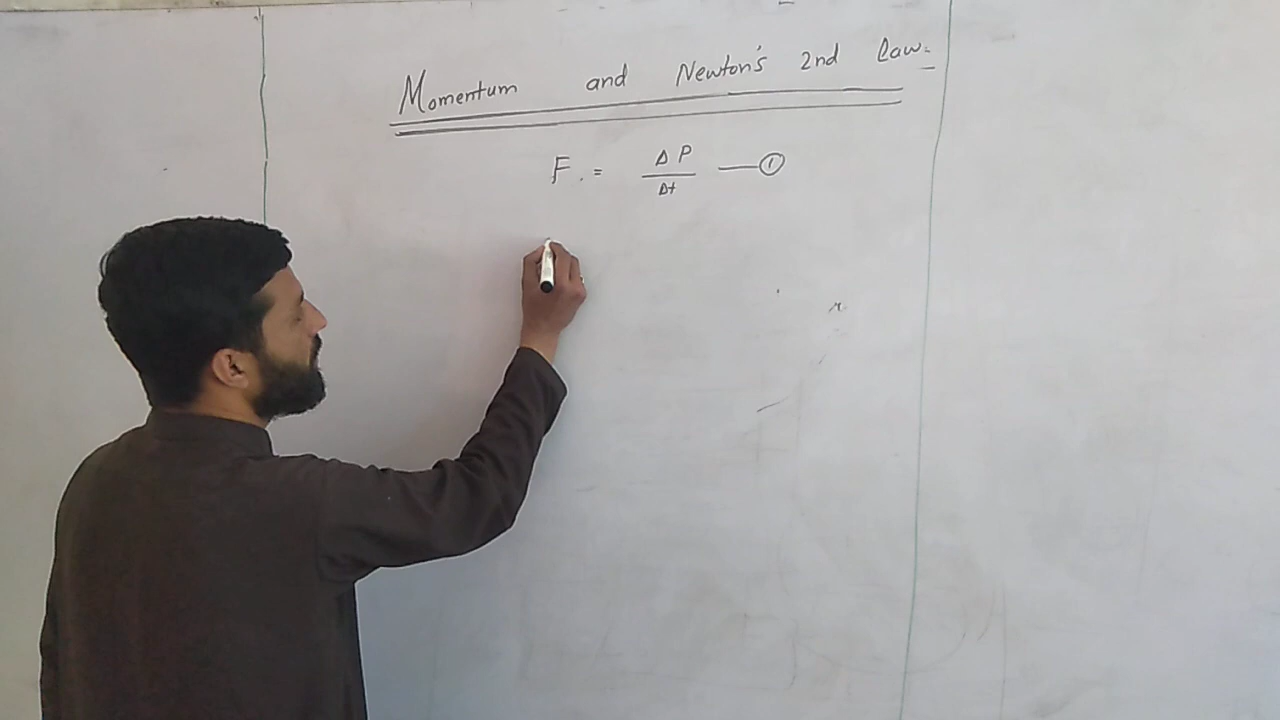 Momentum and Newton's 2nd law.
F = ΔP/Δt —①